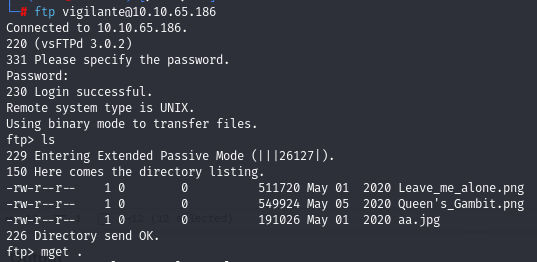 └─# ftp vigilante@10.10.65.186
Connected to 10.10.65.186.
220 (vsFTPd 3.0.2)
331 Please specify the password.
Password:
230 Login successful.
Remote system type is UNIX.
Using binary mode to transfer files.
ftp> ls
229 Entering Extended Passive Mode (|||26127|).
150 Here comes the directory listing.
-rw-r--r--    1 0        0          511720 May 01  2020 Leave_me_alone.png
-rw-r--r--    1 0        0          549924 May 05  2020 Queen's_Gambit.png
-rw-r--r--    1 0        0          191026 May 01  2020 aa.jpg
226 Directory send OK.
ftp> mget .